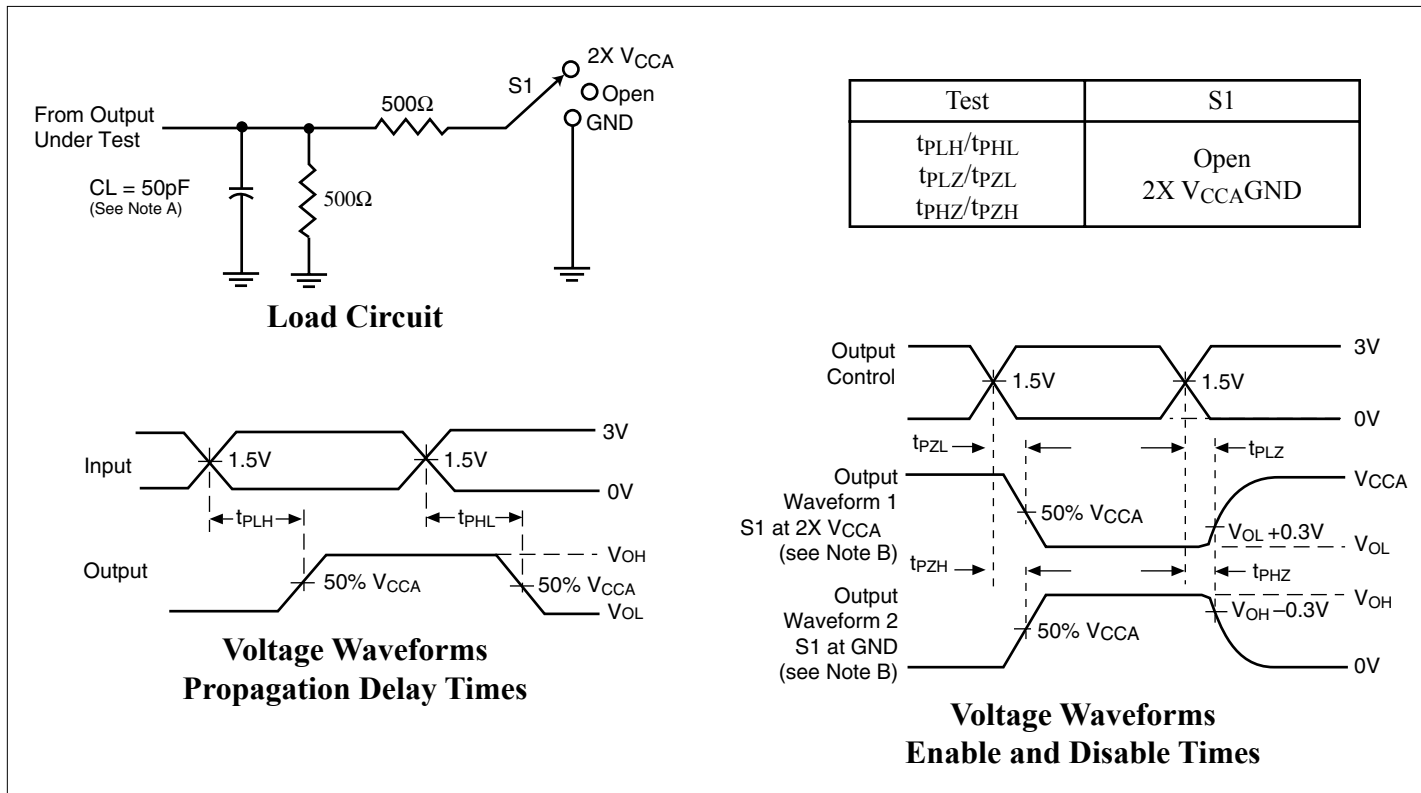 2X VCCA
S1
Open
500Ω
GND
From Output
Under Test
CL = 50pF
(See Note A)
500Ω
Load Circuit
Test S1
tPLH/tPHL
tPLZ/tPZL
tPHZ/tPZH
Open
2X VCCAGND
Input
1.5V
1.5V
3V
0V
tPLH
tPHL
Output
50% VCCA
50% VCCA
VOH
VOL
Voltage Waveforms
Propagation Delay Times
Output
Control
1.5V
1.5V
3V
0V
tPZL
tPLZ
Output
Waveform 1
S1 at 2X VCCA
(see Note B)
50% VCCA
VCCA
VOL +0.3V
VOL
tPZH
tPHZ
Output
Waveform 2
S1 at GND
(see Note B)
50% VCCA
VOH
VOH –0.3V
0V
Voltage Waveforms
Enable and Disable Times